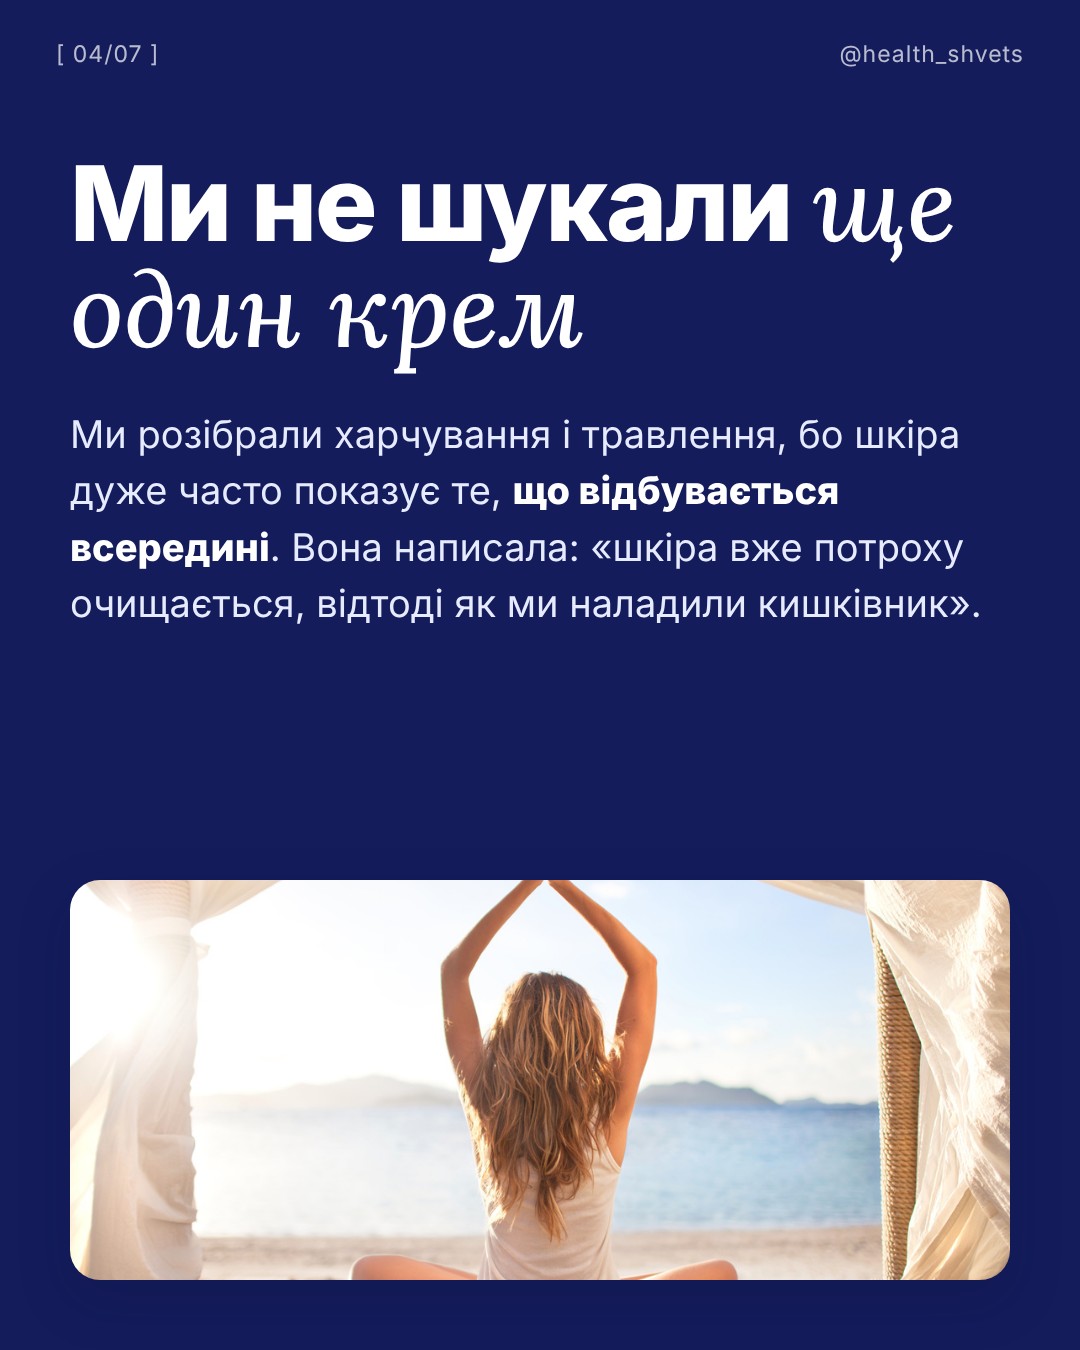 [ 04/07 ]
@health_shvets
Ми не шукали ще
один крем
Ми розібрали харчування і травлення, бо шкіра
дуже часто показує те, що відбувається
всередині. Вона написала: «шкіра вже потроху
очищається, відтоді як ми наладили кишківник».